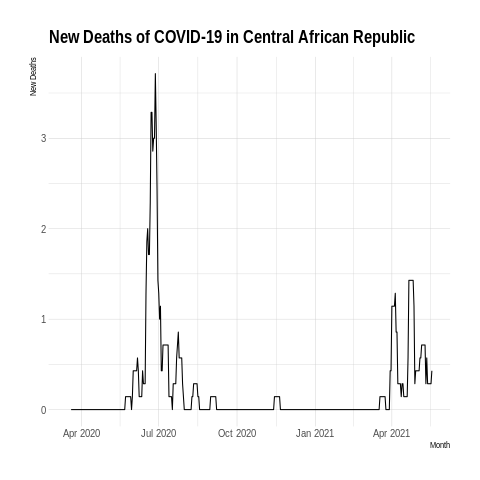 New Deaths of COVID-19 in Central African Republic
New Deaths
3
2
1
0
Apr 2020 Jul 2020 Oct 2020 Jan 2021 Apr 2021
Month